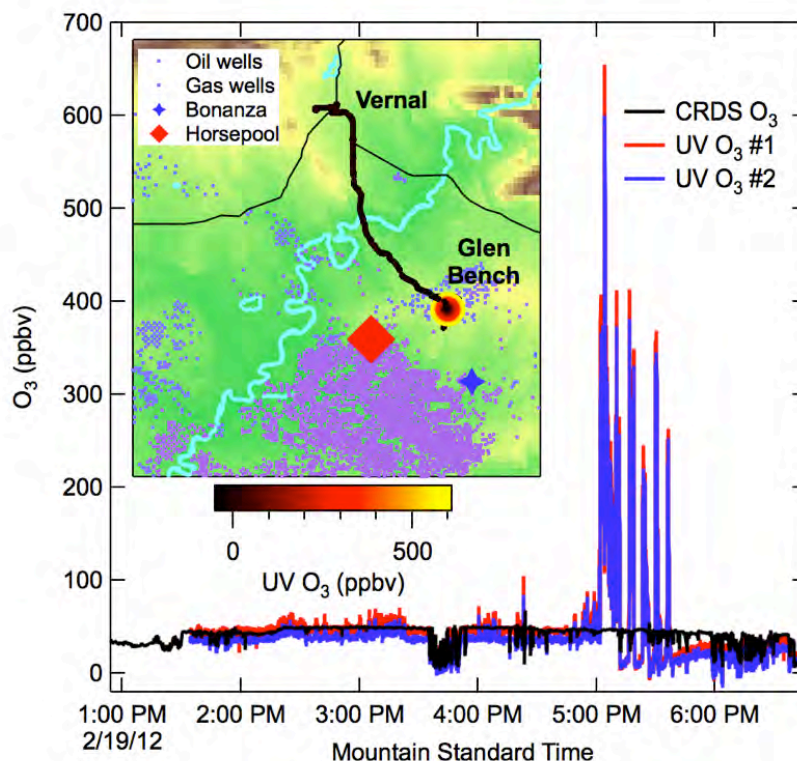 700
600
500
400
300
200
100
0
O₃ (ppbv)
Oil wells
Gas wells
Bonanza
Horsepool
Vernal
Glen
Bench
CRDS O₃
UV O₃ #1
UV O₃ #2
0 500
UV O₃ (ppbv)
1:00 PM 2:00 PM 3:00 PM 4:00 PM 5:00 PM 6:00 PM
2/19/12
Mountain Standard Time